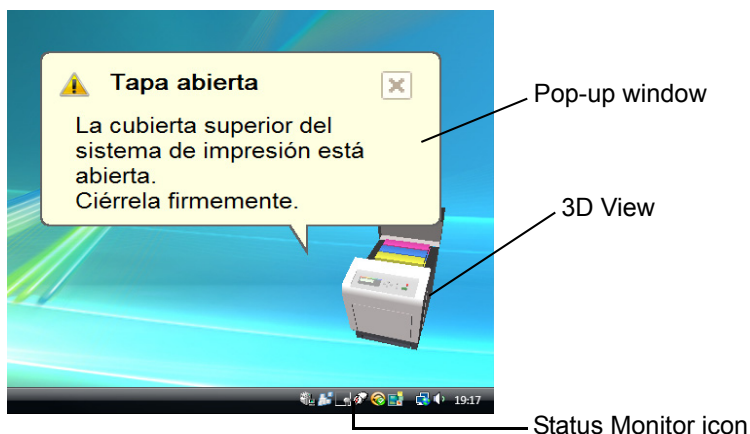 Tapa abierta
La cubierta superior del
sistema de impresión está
abierta.
Ciérrela firmemente.
Pop-up window
3D View
19:17
Status Monitor icon